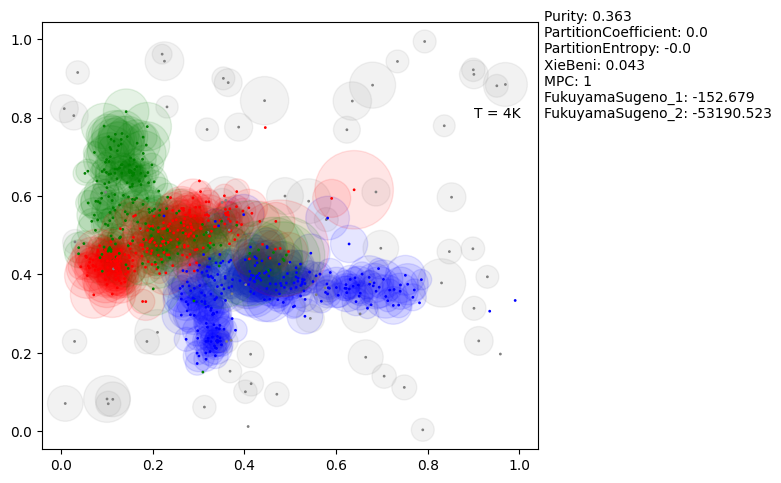 Purity: 0.363
PartitionCoefficient: 0.0
PartitionEntropy: -0.0
XieBeni: 0.043
MPC: 1
FukuyamaSugeno_1: -152.679
FukuyamaSugeno_2: -53190.523
T = 4K
1.0
0.8
0.6
0.4
0.2
0.0
0.0 0.2 0.4 0.6 0.8 1.0